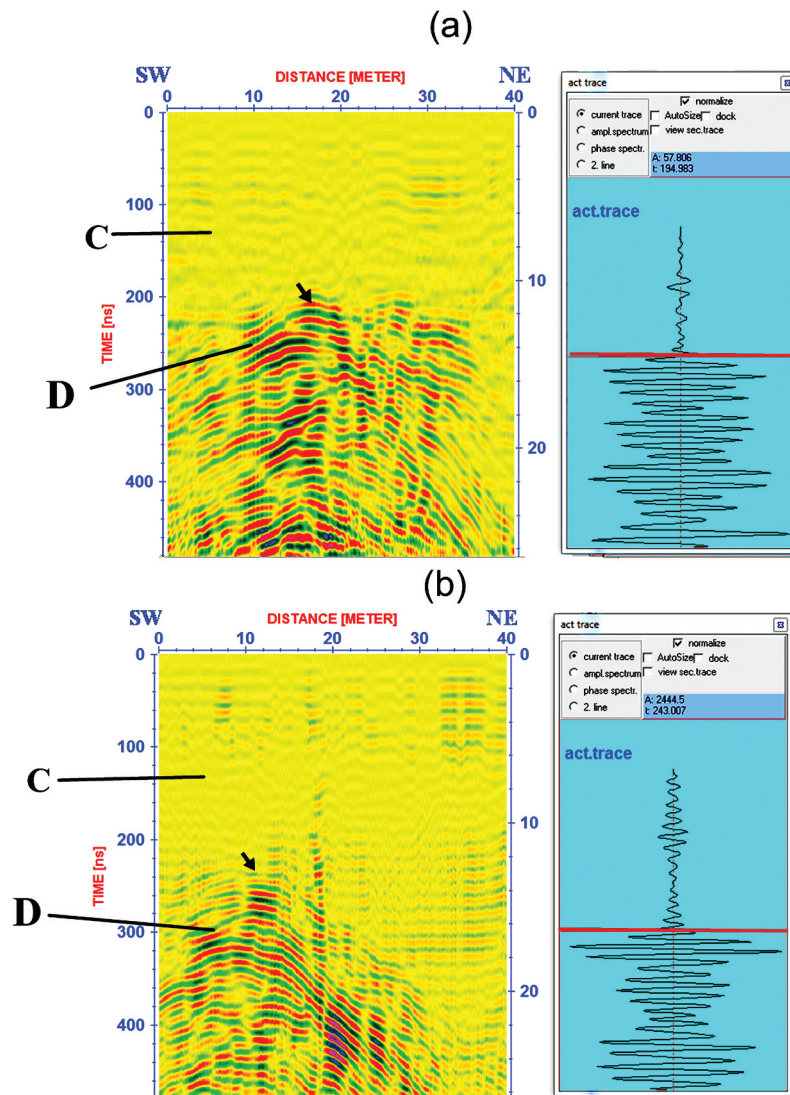 (a)
SW DISTANCE [METER] NE
0 10 20 30 40
0 0
100
C
10
200
TIME [ns]
D
300
20
400
act trace
normalize
current trace AutoSize dock
ampl.spectrum view sec.trace
phase spectr.
2. line
A: 57.806
t: 194.983
act.trace
(b)
SW DISTANCE [METER] NE
0 10 20 30 40
0 0
100
C
10
200
TIME [ns]
D
300
20
400
act trace
normalize
current trace AutoSize dock
ampl.spectrum view sec.trace
phase spectr.
2. line
A: 2444.5
t: 243.007
act.trace